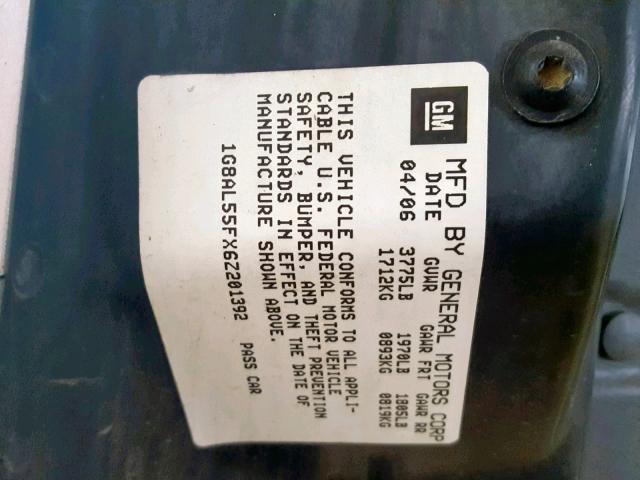 GM
MFD BY GENERAL MOTORS CORP
DATE GVWR GAWR FRT GAWR RR
04/06 3775LB 1970LB 1805LB
1712KG 0893KG 0819KG
THIS VEHICLE CONFORMS TO ALL APPLI-
CABLE U.S. FEDERAL MOTOR VEHICLE
SAFETY, BUMPER, AND THEFT PREVENTION
STANDARDS IN EFFECT ON THE DATE OF
MANUFACTURE SHOWN ABOVE.
1G8AL55FX6Z201392 PASS CAR